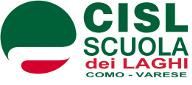 CISL
SCUOLA
dei LAGHI
COMO - VARESE